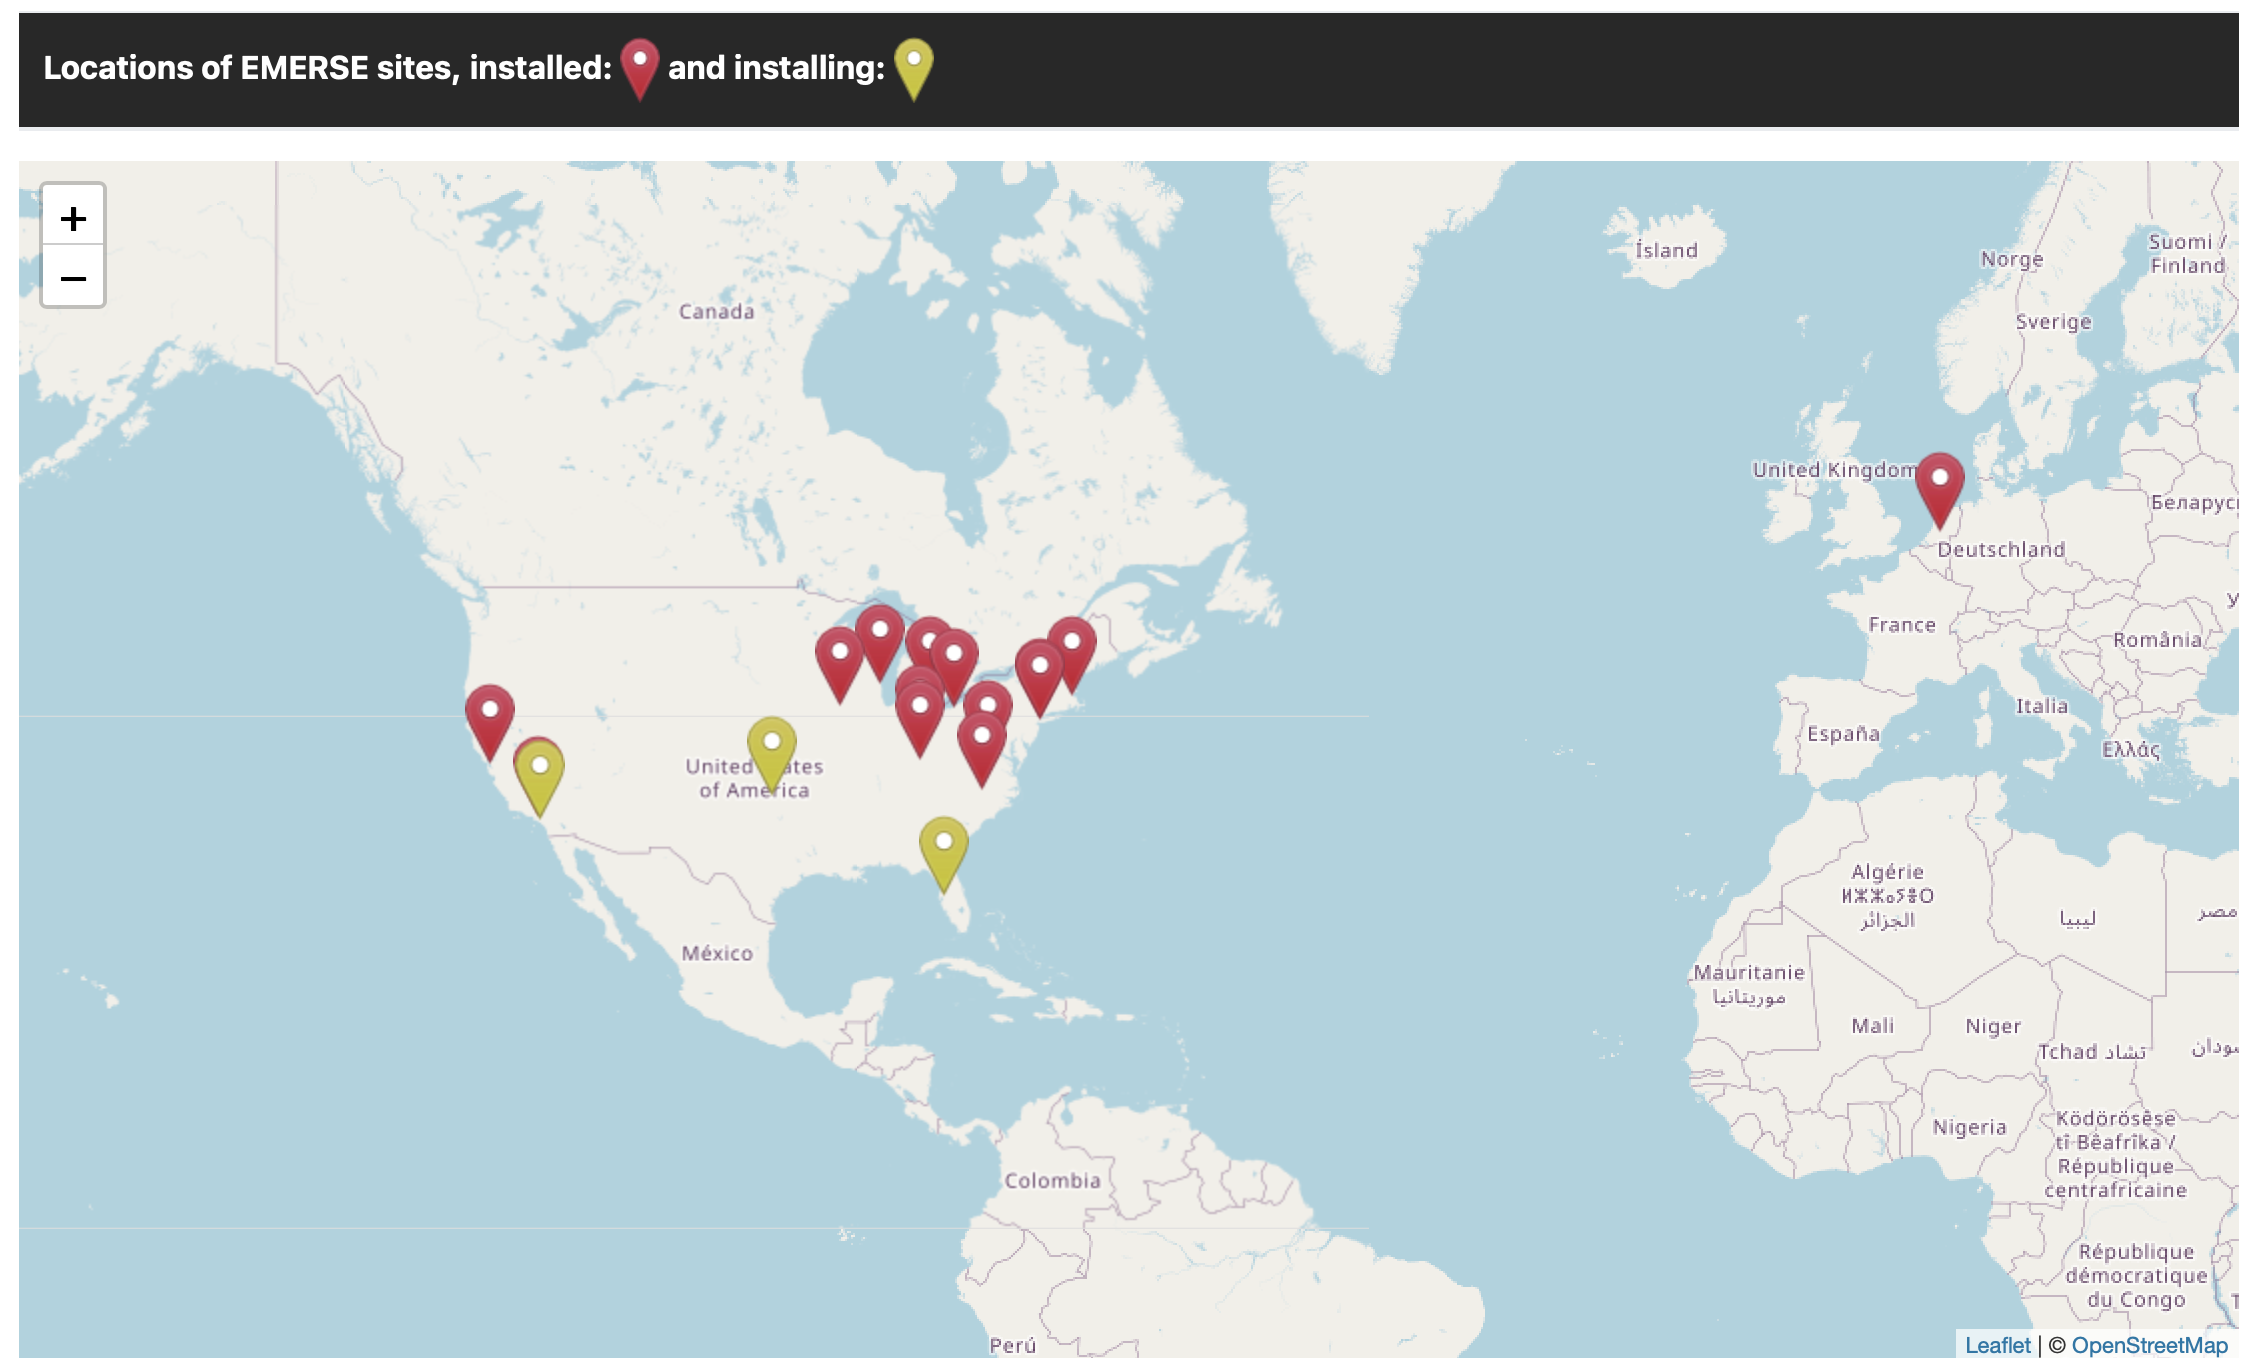 Locations of EMERSE sites, installed: and installing:
+
−
Ísland
Norge
Suomi /
Finland
Sverige
Canada
United Kingdom
Беларус
Deutschland
France
România
Italia
España
Ελλάς
United States
of America
México
Algérie
ⵍⵣⵣⴰⵢⴻⵔ
الجزائر
ليبيا
مصر
Mauritanie
موريتانيا
Mali
Niger
Tchad تشاد
Nigeria
Ködörösêse
tî Bêafrîka /
République
centrafricaine
Colombia
République
démocratique
du Congo
Perú
Leaflet | © OpenStreetMap